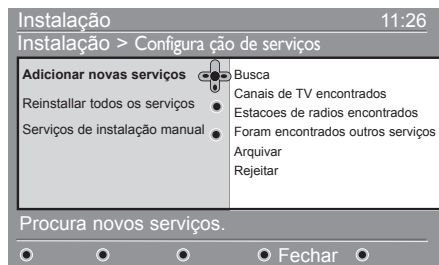 Instalação 11:26
Instalação > Configura ção de serviços
Adicionar novas serviços
Reinstallar todos os serviços
Serviços de instalação manual
Busca
Canais de TV encontrados
Estacoes de radios encontrados
Foram encontrados outros serviços
Arquivar
Rejeitar
Procura novos serviços.
Fechar